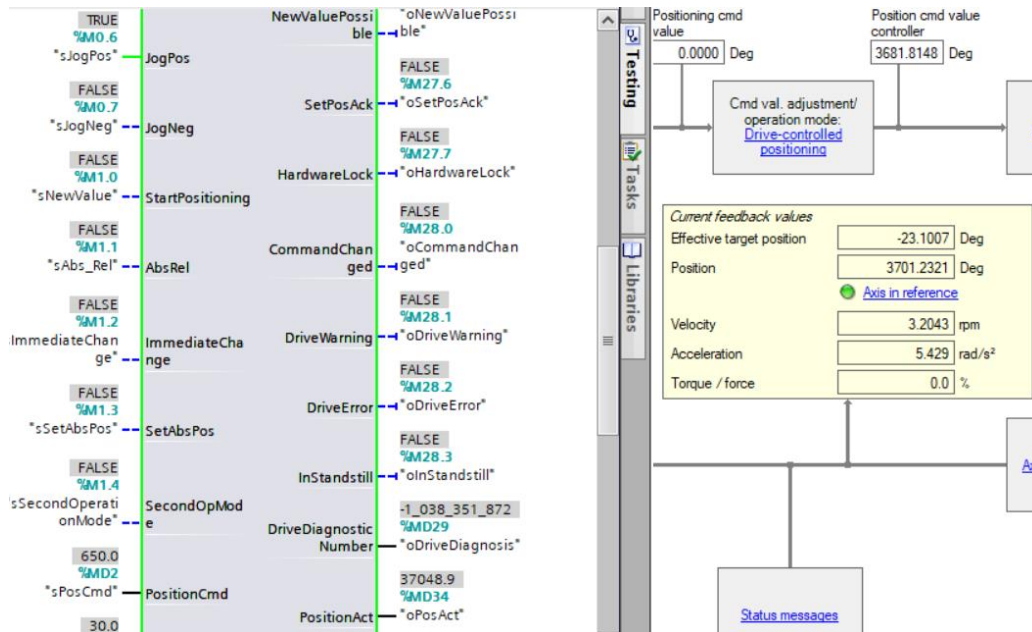 TRUE
%M0.6
"sJogPos"
JogPos
FALSE
%M0.7
"sJogNeg"
JogNeg
FALSE
%M1.0
"sNewValue"
StartPositioning
FALSE
%M1.1
"sAbs_Rel"
AbsRel
FALSE
%M1.2
ImmediateChan
ge"
ImmediateCha
nge
FALSE
%M1.3
"sSetAbsPos"
SetAbsPos
FALSE
%M1.4
'sSecondOperati
onMode"
SecondOpMod
e
650.0
%MD2
"sPosCmd"
PositionCmd
30.0
NewValuePossi
ble
"oNewValuePossi
ble"
FALSE
%M27.6
SetPosAck
"oSetPosAck"
FALSE
%M27.7
HardwareLock
"oHardwareLock"
FALSE
%M28.0
CommandChan
ged
"oCommandChan
ged"
FALSE
%M28.1
DriveWarning
"oDriveWarning"
FALSE
%M28.2
DriveError
"oDriveError"
FALSE
%M28.3
InStandstill
"oInStandstill"
-1_038_351_872
%MD29
DriveDiagnostic
Number
"oDriveDiagnosis"
37048.9
%MD34
PositionAct
"oPosAct"
Testing
Tasks
Libraries
Positioning cmd
value
0.0000 Deg
Position cmd value
controller
3681.8148 Deg
Cmd val. adjustment/
operation mode:
Drive-controlled
positioning
Current feedback values
Effective target position -23.1007 Deg
Position 3701.2321 Deg
Axis in reference
Velocity 3.2043 rpm
Acceleration 5.429 rad/s²
Torque / force 0.0 %
Status messages